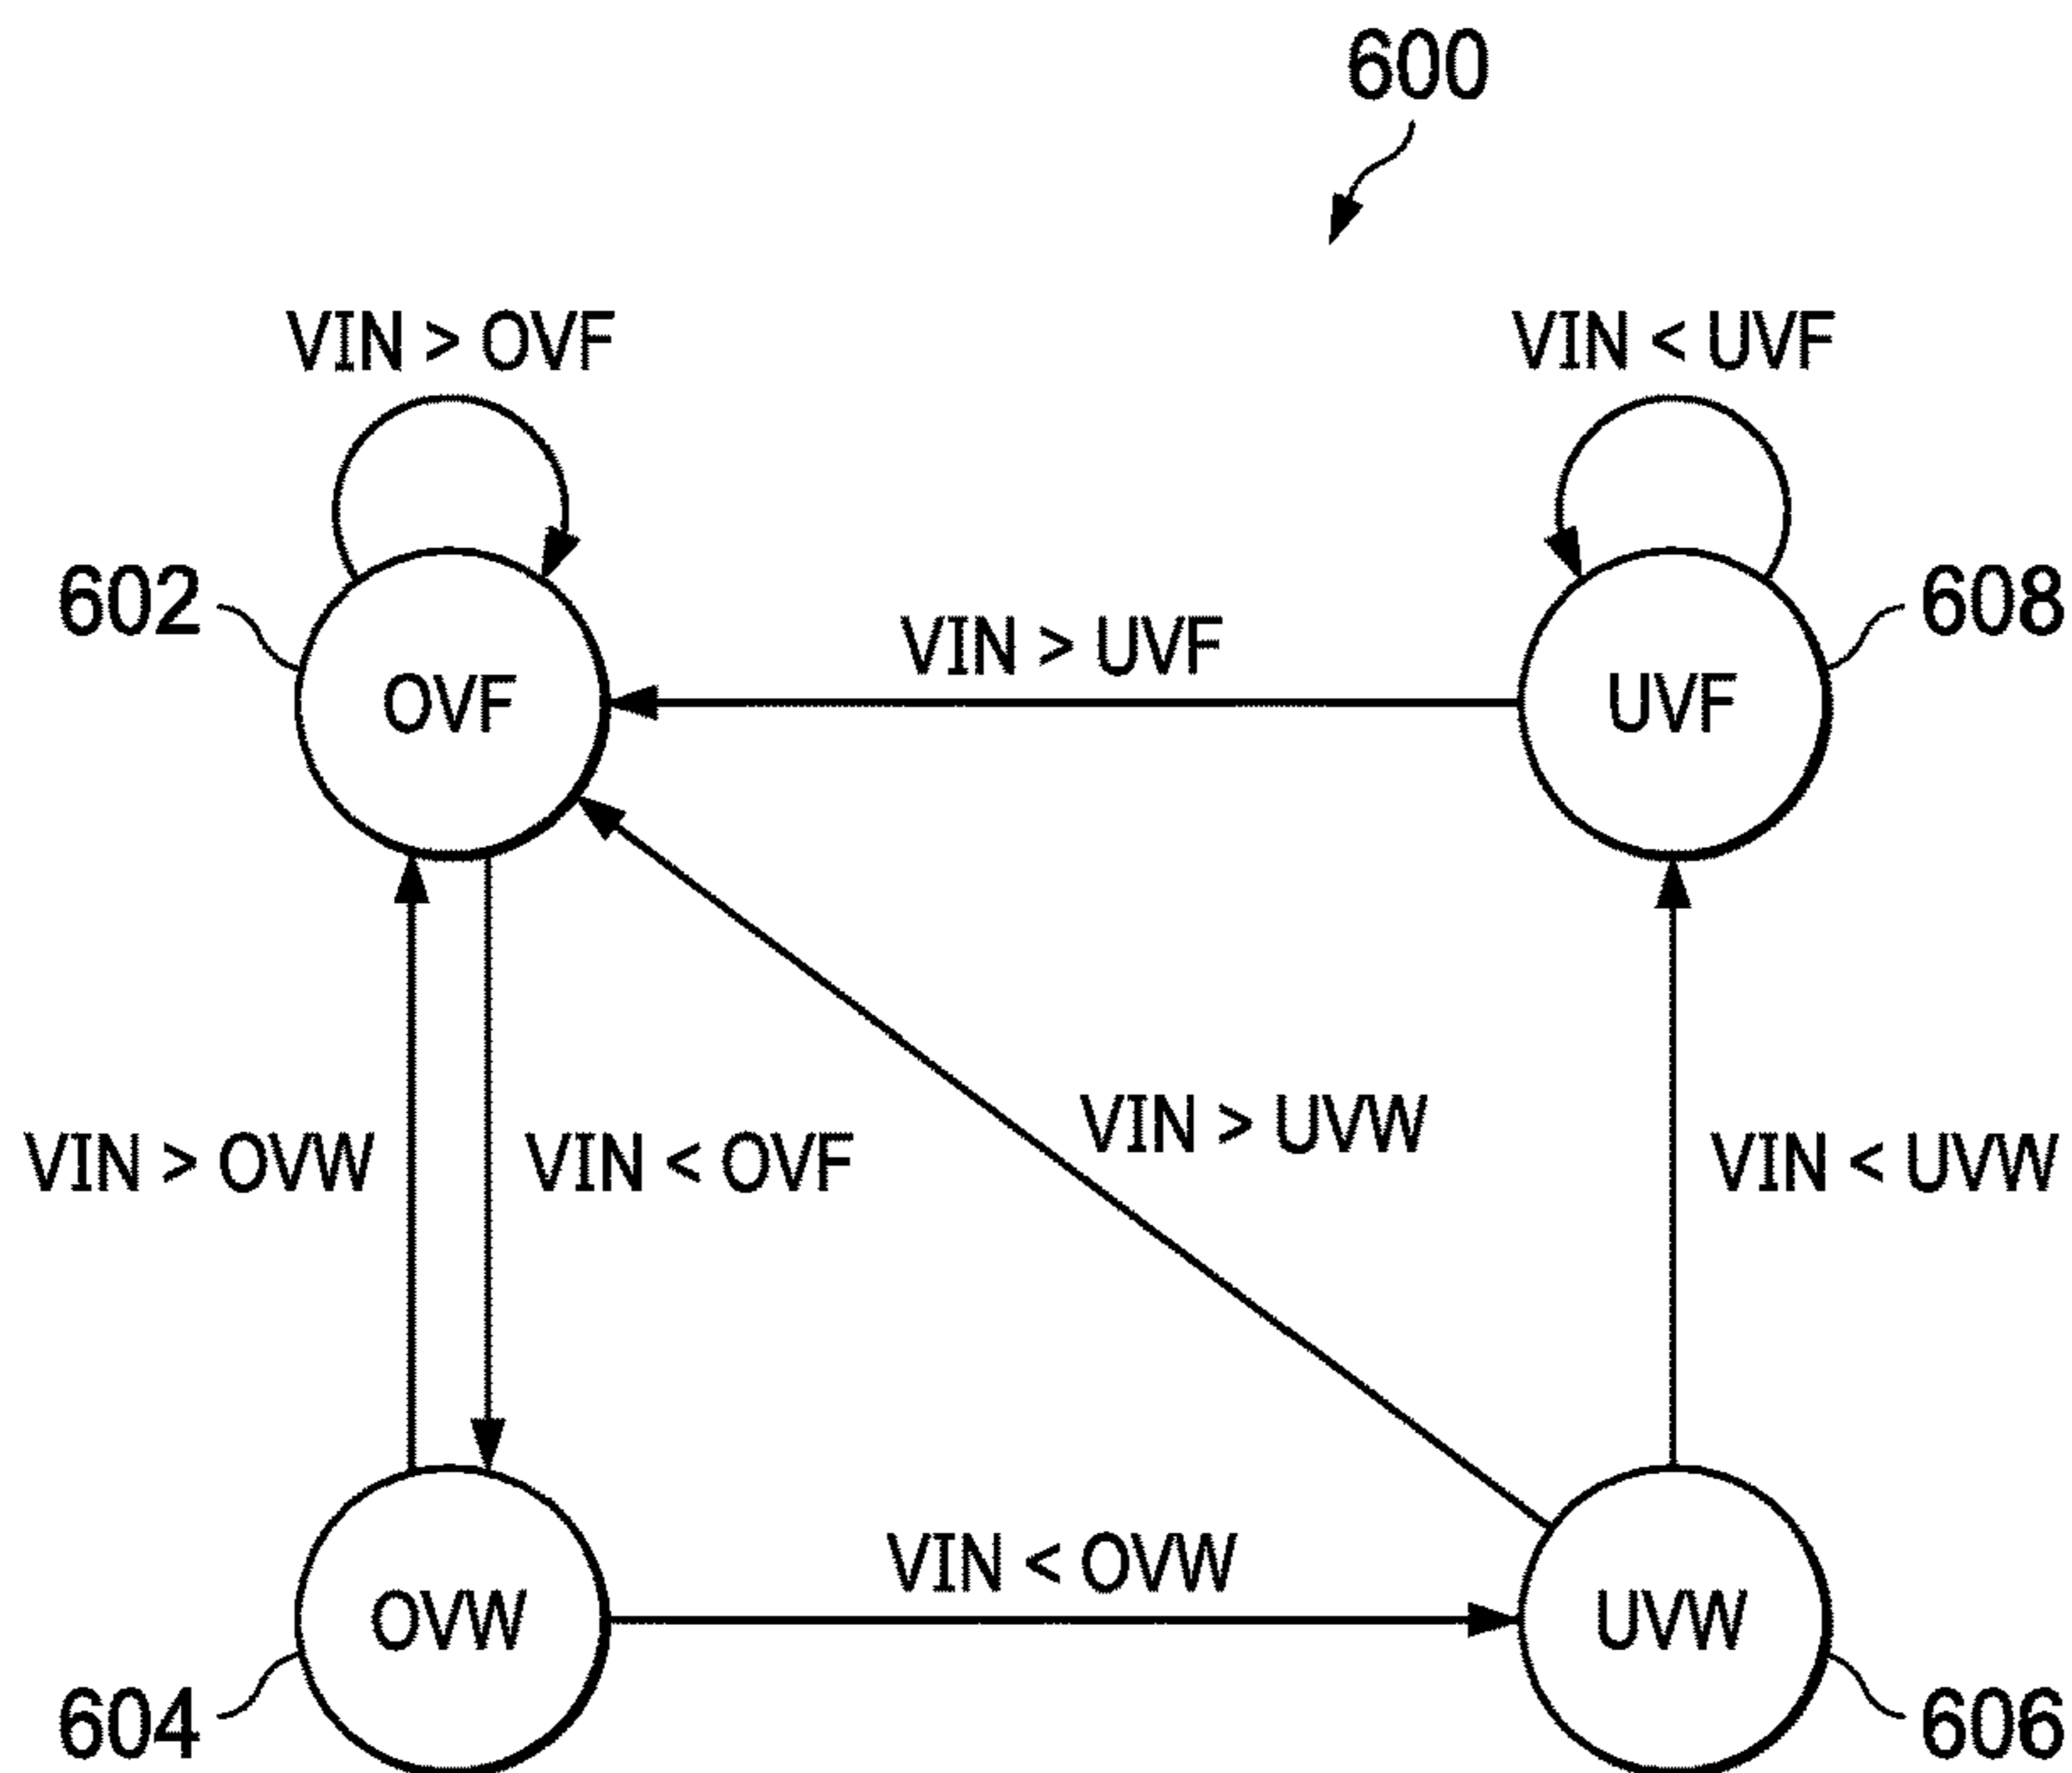 600
VIN > OVF
VIN < UVF
602
608
VIN > UVF
OVF
UVF
VIN > UVW
VIN > OVW
VIN < OVF
VIN < UVW
VIN < OVW
OVW
UVW
604
606